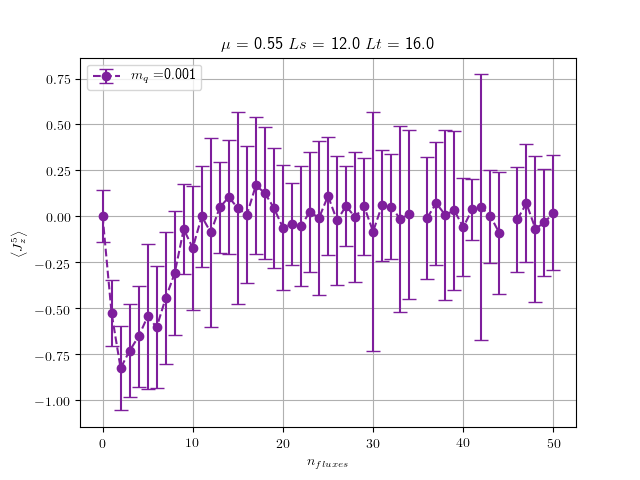 μ = 0.55 Ls = 12.0 Lt = 16.0
m_q =0.001
0.75
0.50
0.25
0.00
−0.25
−0.50
−0.75
−1.00
⟨J_z^5⟩
0 10 20 30 40 50
n_fluxes